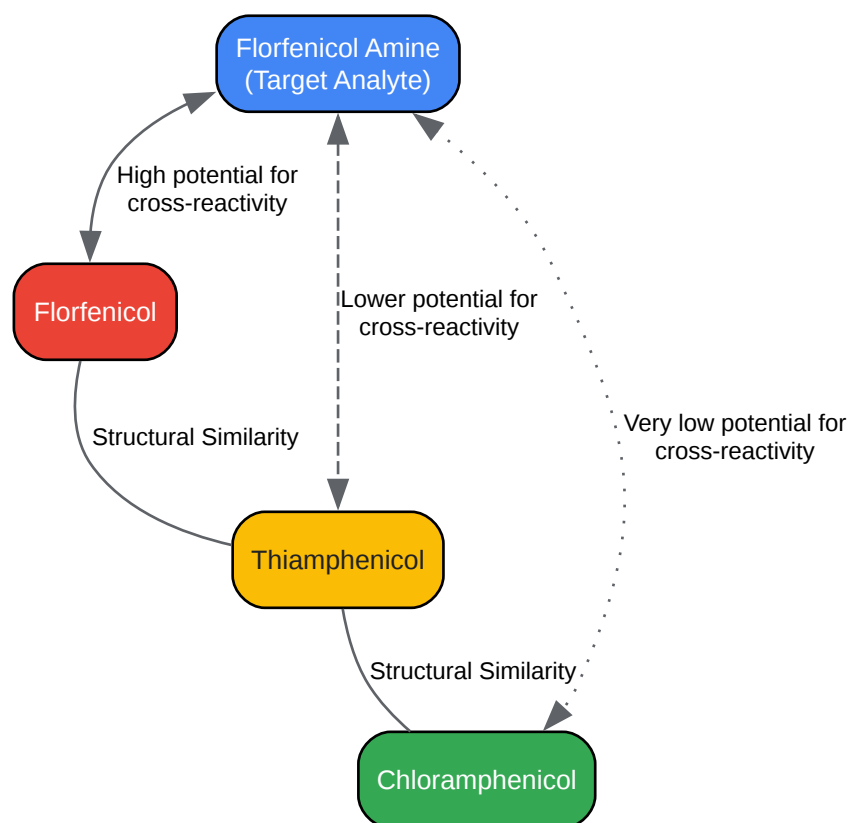 Florfenicol Amine
(Target Analyte)
High potential for
cross-reactivity
Florfenicol
Lower potential for
cross-reactivity
Structural Similarity
Very low potential for
cross-reactivity
Thiamphenicol
Structural Similarity
Chloramphenicol